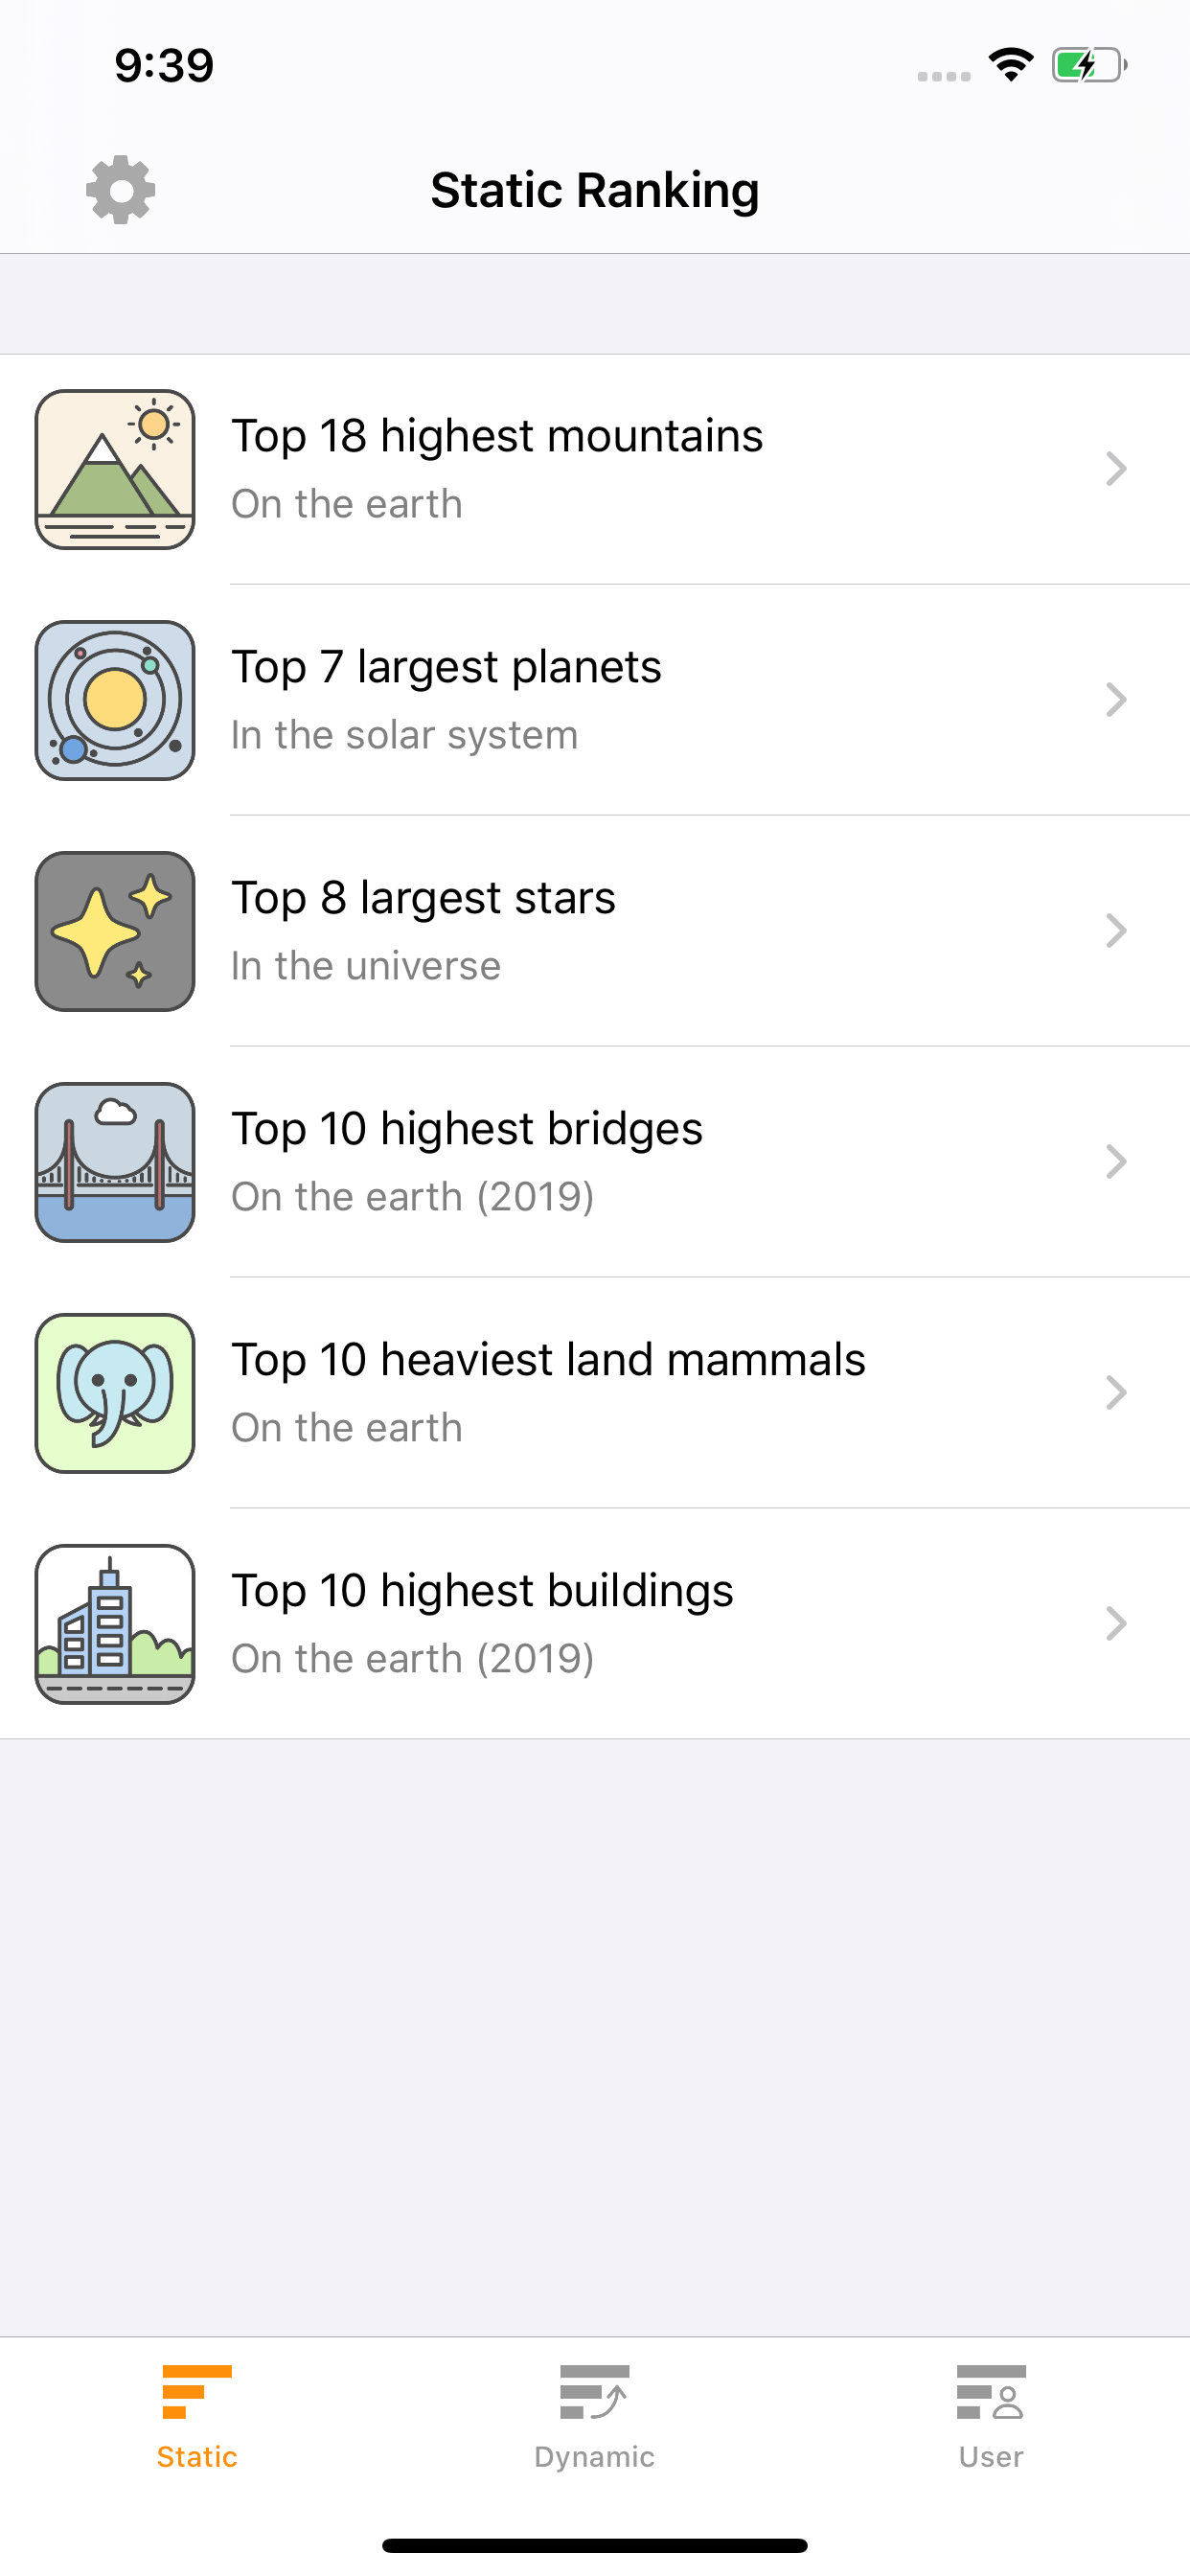 9:39
Static Ranking
Top 18 highest mountains
On the earth
Top 7 largest planets
In the solar system
Top 8 largest stars
In the universe
Top 10 highest bridges
On the earth (2019)
Top 10 heaviest land mammals
On the earth
Top 10 highest buildings
On the earth (2019)
Static
Dynamic
User